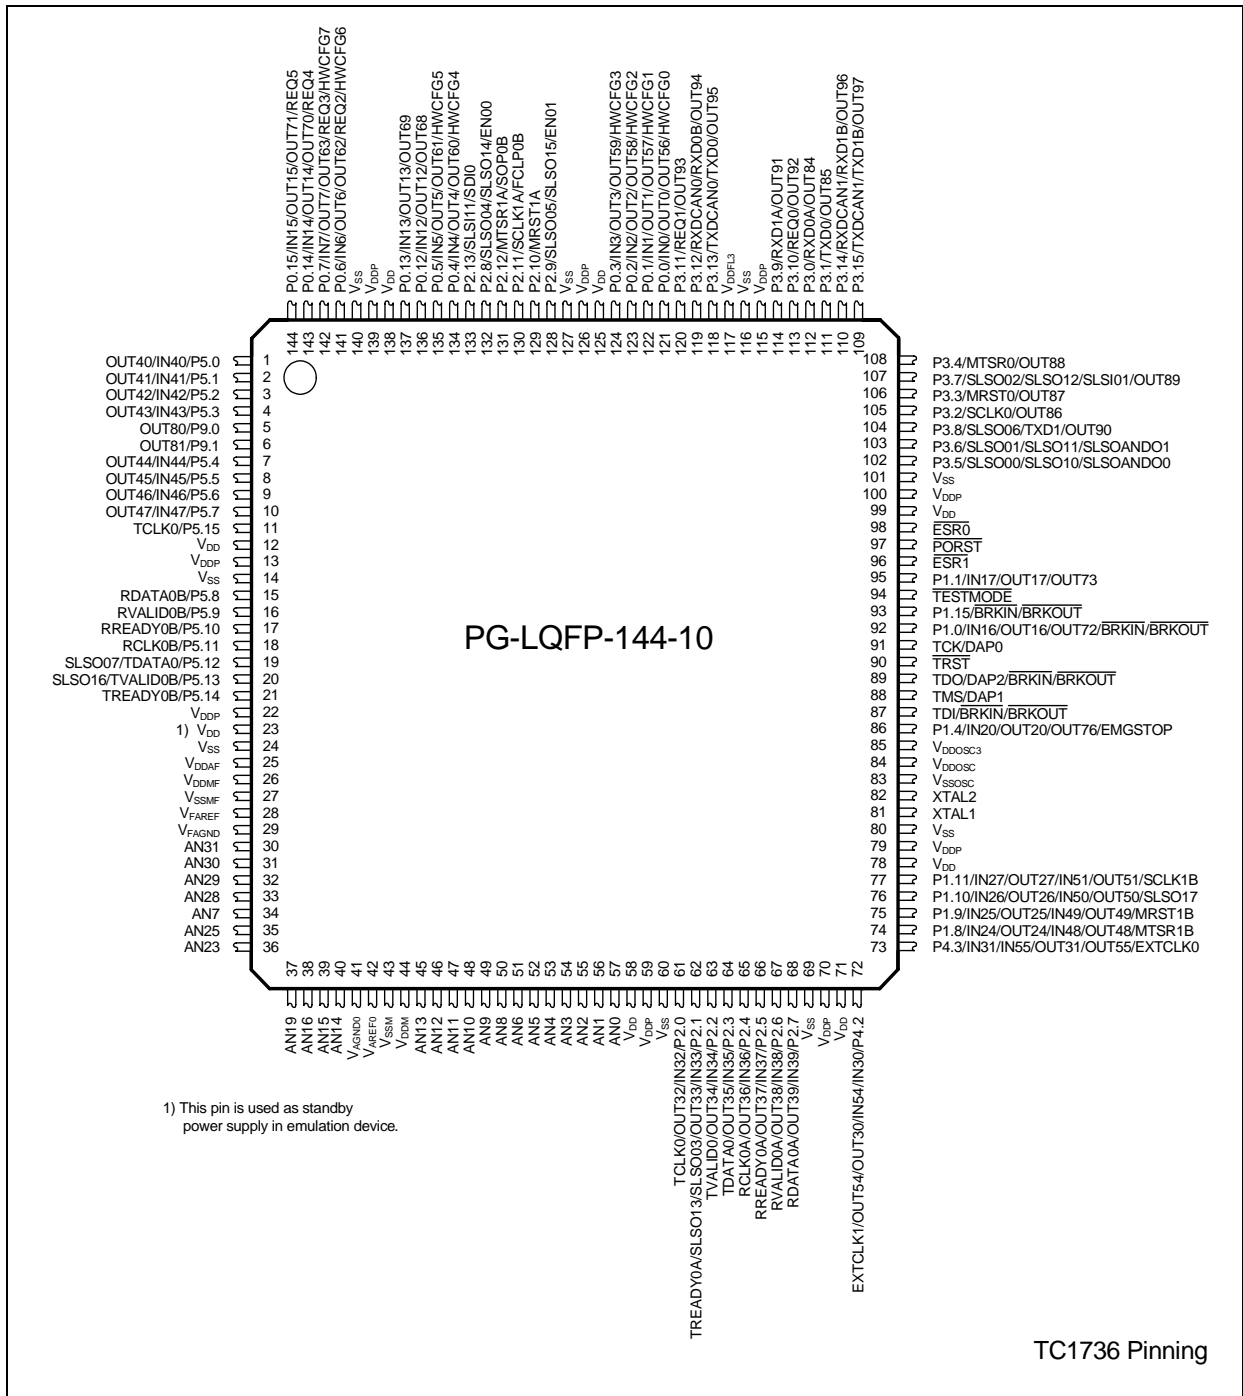 P0.15/IN15/OUT15/OUT71/REQ5
P0.14/IN14/OUT14/OUT70/REQ4
P0.7/IN7/OUT7/OUT63/REQ3/HWCFG7
P0.6/IN6/OUT6/OUT62/REQ2/HWCFG6
VSS
VDDP
VDD
P0.13/IN13/OUT13/OUT69
P0.12/IN12/OUT12/OUT68
P0.5/IN5/OUT5/OUT61/HWCFG5
P0.4/IN4/OUT4/OUT60/HWCFG4
P2.13/SLSI11/SDI0
P2.8/SLSO04/SLSO14/EN00
P2.12/MTSR1A/SOP0B
P2.11/SCLK1A/FCLP0B
P2.10/MRST1A
P2.9/SLSO05/SLSO15/EN01
VSS
VDDP
VDD
P0.3/IN3/OUT3/OUT59/HWCFG3
P0.2/IN2/OUT2/OUT58/HWCFG2
P0.1/IN1/OUT1/OUT57/HWCFG1
P0.0/IN0/OUT0/OUT56/HWCFG0
P3.11/REQ1/OUT93
P3.12/RXDCAN0/RXD0B/OUT94
P3.13/TXDCAN0/TXD0/OUT95
VDDFL3
VSS
VDDP
P3.9/RXD1A/OUT91
P3.10/REQ0/OUT92
P3.0/RXD0A/OUT84
P3.1/TXD0/OUT85
P3.14/RXDCAN1/RXD1B/OUT96
P3.15/TXDCAN1/TXD1B/OUT97
144
143
142
141
140
139
138
137
136
135
134
133
132
131
130
129
128
127
126
125
124
123
122
121
120
119
118
117
116
115
114
113
112
111
110
109
OUT40/IN40/P5.0 1
OUT41/IN41/P5.1 2
OUT42/IN42/P5.2 3
OUT43/IN43/P5.3 4
OUT80/P9.0 5
OUT81/P9.1 6
OUT44/IN44/P5.4 7
OUT45/IN45/P5.5 8
OUT46/IN46/P5.6 9
OUT47/IN47/P5.7 10
TCLK0/P5.15 11
VDD 12
VDDP 13
VSS 14
RDATA0B/P5.8 15
RVALID0B/P5.9 16
RREADY0B/P5.10 17
RCLK0B/P5.11 18
SLSO07/TDATA0/P5.12 19
SLSO16/TVALID0B/P5.13 20
TREADY0B/P5.14 21
VDDP 22
1) VDD 23
VSS 24
VDDAF 25
VDDMF 26
VSSMF 27
VFAREF 28
VFAGND 29
AN31 30
AN30 31
AN29 32
AN28 33
AN7 34
AN25 35
AN23 36
PG-LQFP-144-10
108 P3.4/MTSR0/OUT88
107 P3.7/SLSO02/SLSO12/SLSI01/OUT89
106 P3.3/MRST0/OUT87
105 P3.2/SCLK0/OUT86
104 P3.8/SLSO06/TXD1/OUT90
103 P3.6/SLSO01/SLSO11/SLSOANDO1
102 P3.5/SLSO00/SLSO10/SLSOANDO0
101 VSS
100 VDDP
99 VDD
98 ESR0
97 PORST
96 ESR1
95 P1.1/IN17/OUT17/OUT73
94 TESTMODE
93 P1.15/BRKIN/BRKOUT
92 P1.0/IN16/OUT16/OUT72/BRKIN/BRKOUT
91 TCK/DAP0
90 TRST
89 TDO/DAP2/BRKIN/BRKOUT
88 TMS/DAP1
87 TDI/BRKIN/BRKOUT
86 P1.4/IN20/OUT20/OUT76/EMGSTOP
85 VDDOSC3
84 VDDOSC
83 VSSOSC
82 XTAL2
81 XTAL1
80 VSS
79 VDDP
78 VDD
77 P1.11/IN27/OUT27/IN51/OUT51/SCLK1B
76 P1.10/IN26/OUT26/IN50/OUT50/SLSO17
75 P1.9/IN25/OUT25/IN49/OUT49/MRST1B
74 P1.8/IN24/OUT24/IN48/OUT48/MTSR1B
73 P4.3/IN31/IN55/OUT31/OUT55/EXTCLK0
37
38
39
40
41
42
43
44
45
46
47
48
49
50
51
52
53
54
55
56
57
58
59
60
61
62
63
64
65
66
67
68
69
70
71
72
AN19
AN16
AN15
AN14
VAGND0
VAREF0
VSSM
VDDM
AN13
AN12
AN11
AN10
AN9
AN8
AN6
AN5
AN4
AN3
AN2
AN1
AN0
VDD
VDDP
VSS
TCLK0/OUT32/IN32/P2.0
TREADY0A/SLSO13/SLSO03/OUT33/IN33/P2.1
TVALID0/OUT34/IN34/P2.2
TDATA0/OUT35/IN35/P2.3
RCLK0A/OUT36/IN36/P2.4
RREADY0A/OUT37/IN37/P2.5
RVALID0A/OUT38/IN38/P2.6
RDATA0A/OUT39/IN39/P2.7
VSS
VDDP
VDD
EXTCLK1/OUT54/OUT30/IN54/IN30/P4.2
1) This pin is used as standby
power supply in emulation device.
TC1736 Pinning